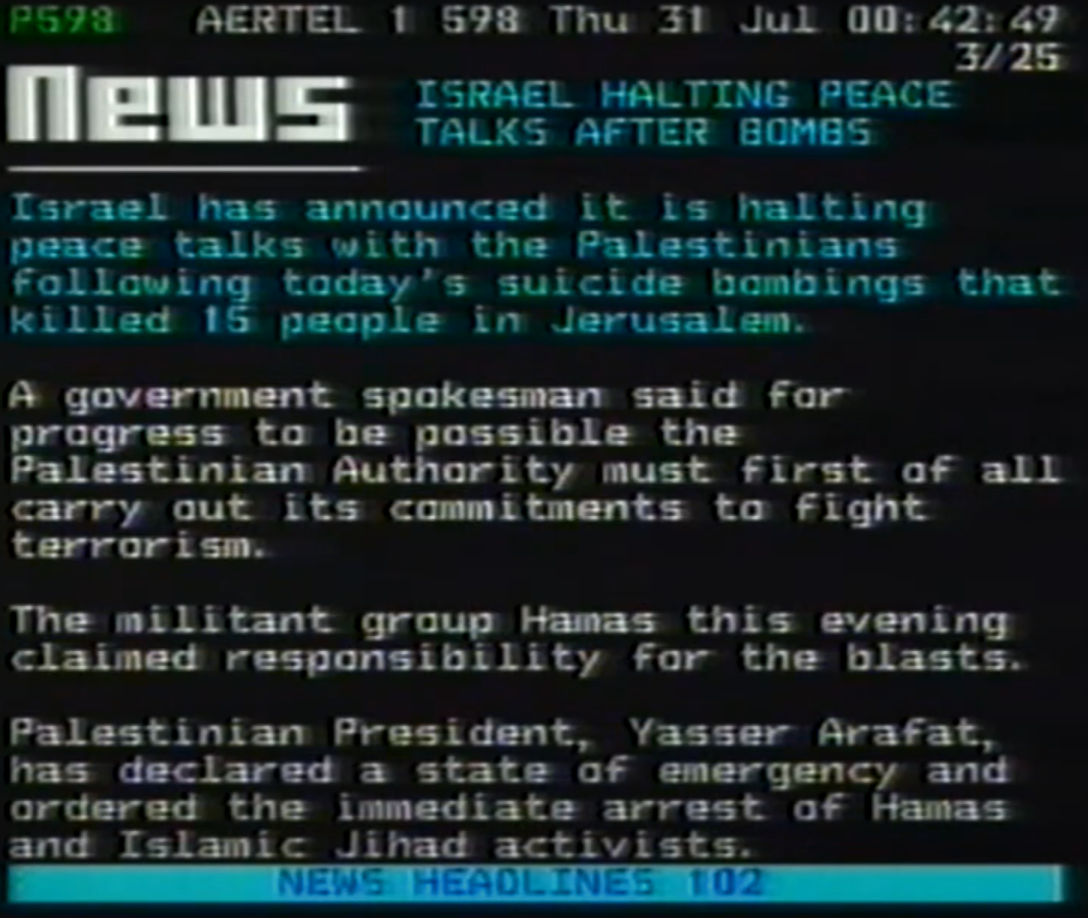 P598 AERTEL 1 598 Thu 31 Jul 00:42:49
3/25
News ISRAEL HALTING PEACE
TALKS AFTER BOMBS
Israel has announced it is halting
peace talks with the Palestinians
following today's suicide bombings that
killed 15 people in Jerusalem.
A government spokesman said for
progress to be possible the
Palestinian Authority must first of all
carry out its commitments to fight
terrorism.
The militant group Hamas this evening
claimed responsibility for the blasts.
Palestinian President, Yasser Arafat,
has declared a state of emergency and
ordered the immediate arrest of Hamas
and Islamic Jihad activists.
NEWS HEADLINES 102